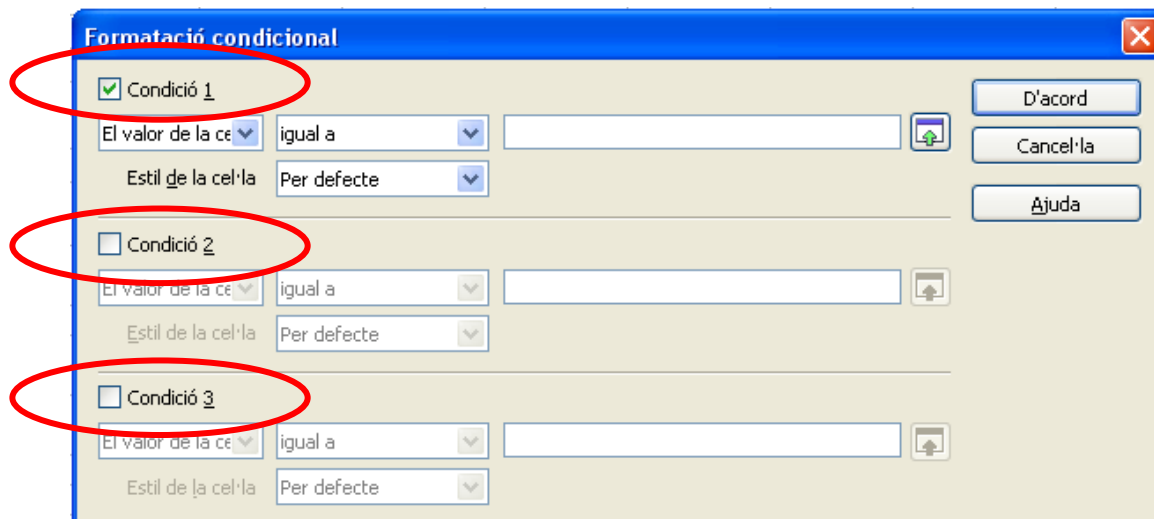 Formatació condicional
Condició 1
D'acord
El valor de la ce igual a
Cancel·la
Estil de la cel·la Per defecte
Ajuda
Condició 2
El valor de la ce igual a
Estil de la cel·la Per defecte
Condició 3
El valor de la ce igual a
Estil de la cel·la Per defecte